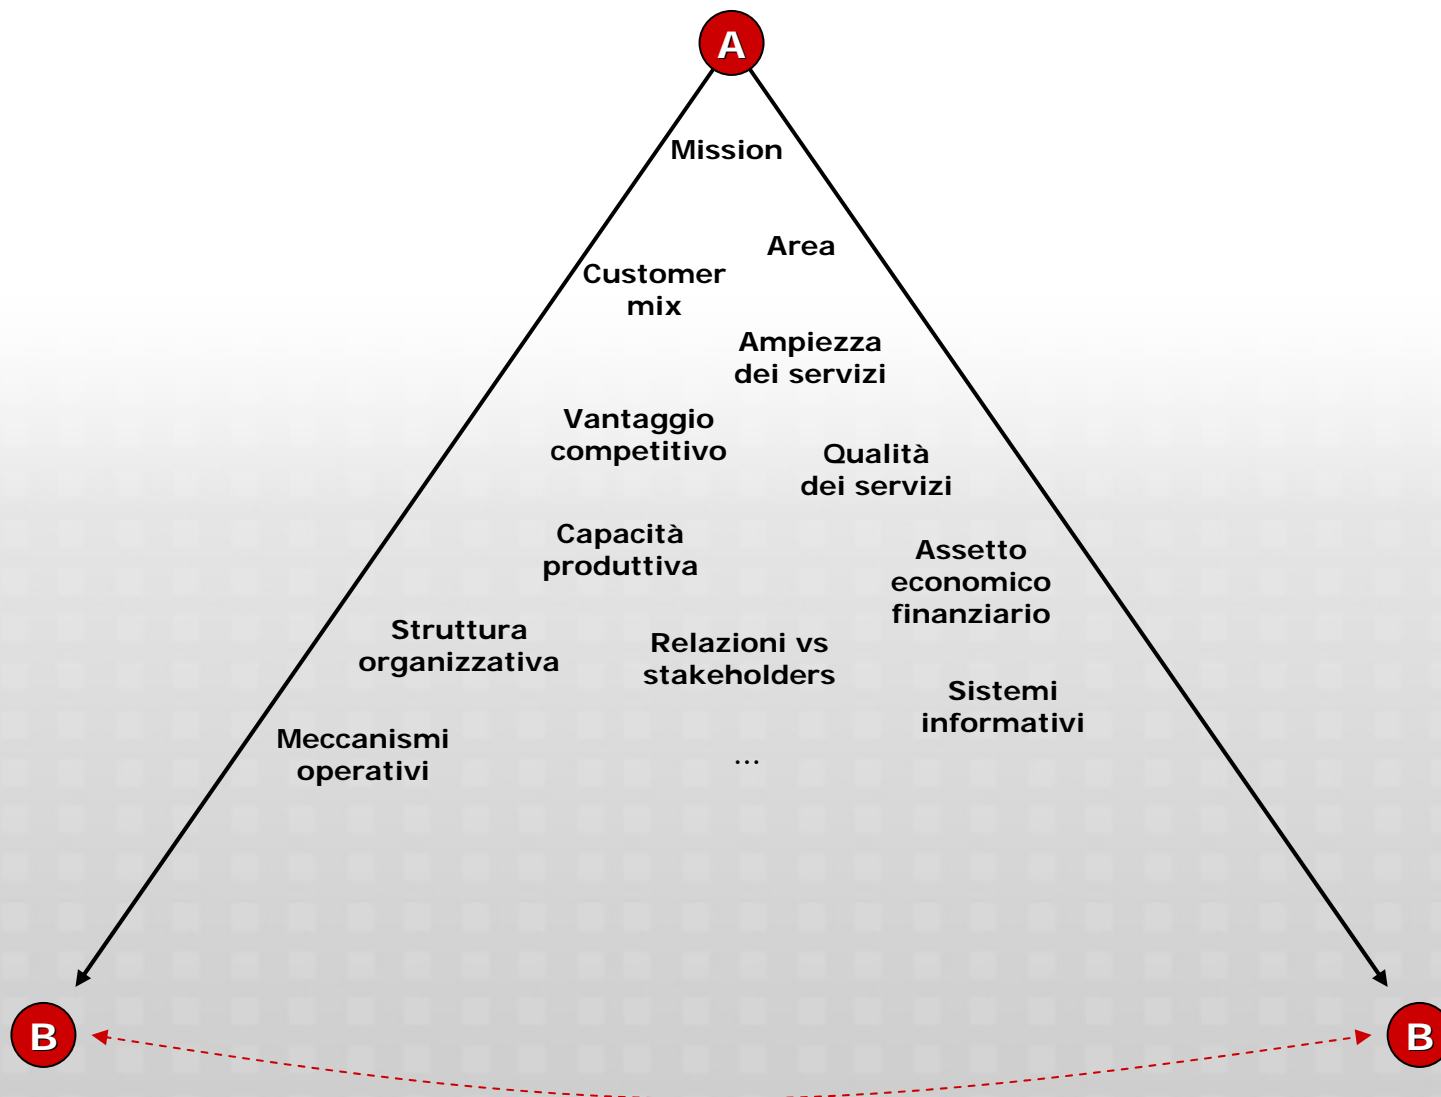 A
Mission
Area
Customer
mix
Ampiezza
dei servizi
Vantaggio
competitivo
Qualità
dei servizi
Capacità
produttiva
Assetto
economico
finanziario
Struttura
organizzativa
Relazioni vs
stakeholders
Sistemi
informativi
Meccanismi
operativi
...
B
B